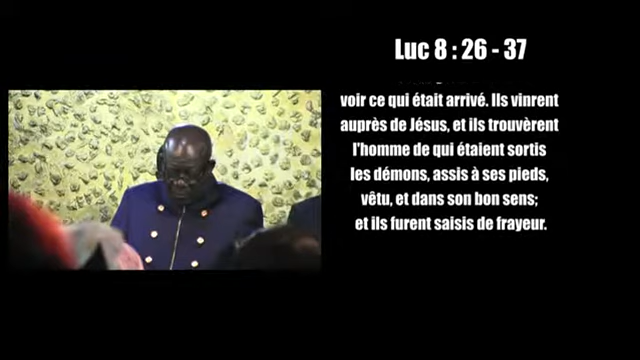 Luc 8 : 26 - 37
voir ce qui était arrivé. Ils vinrent
auprès de Jésus, et ils trouvèrent
l'homme de qui étaient sortis
les démons, assis à ses pieds,
vêtu, et dans son bon sens;
et ils furent saisis de frayeur.